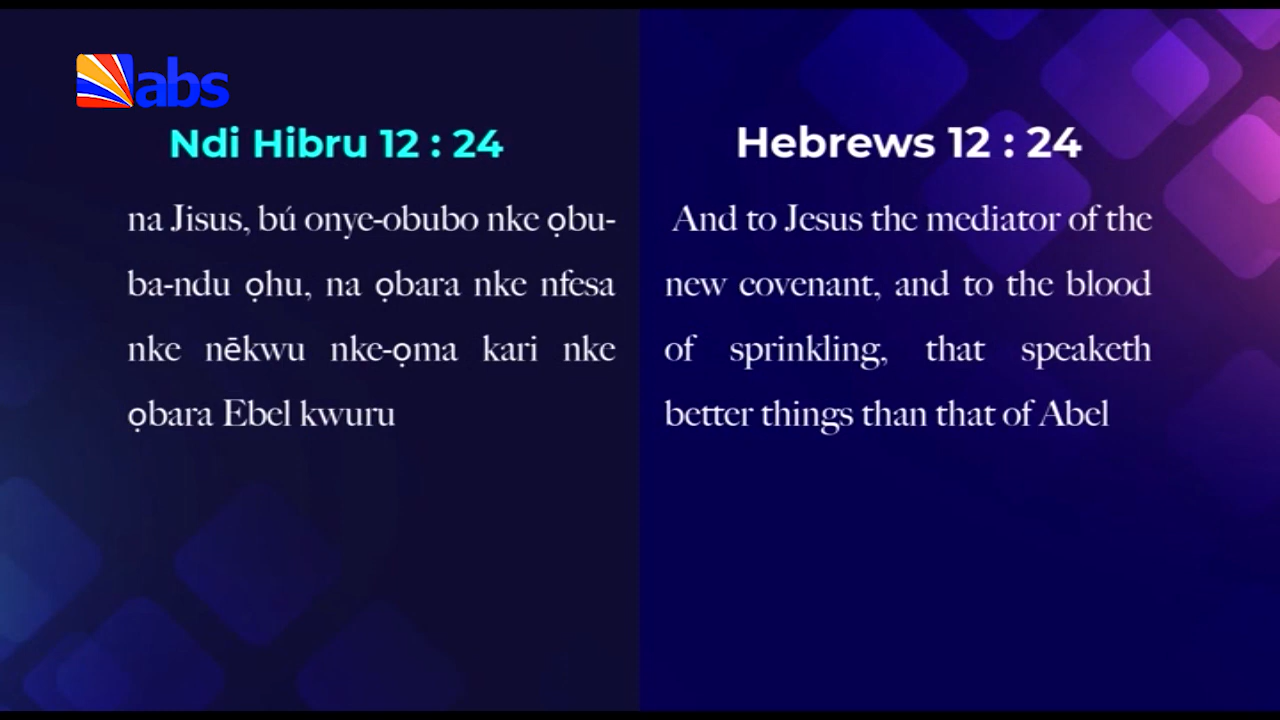 abs
Ndi Hibru 12 : 24
na Jisus, bú onye-obubo nke ọbu-
ba-ndu ọhu, na ọbara nke nfesa
nke nēkwu nke-ọma kari nke
ọbara Ebel kwuru
Hebrews 12 : 24
And to Jesus the mediator of the
new covenant, and to the blood
of sprinkling, that speaketh
better things than that of Abel